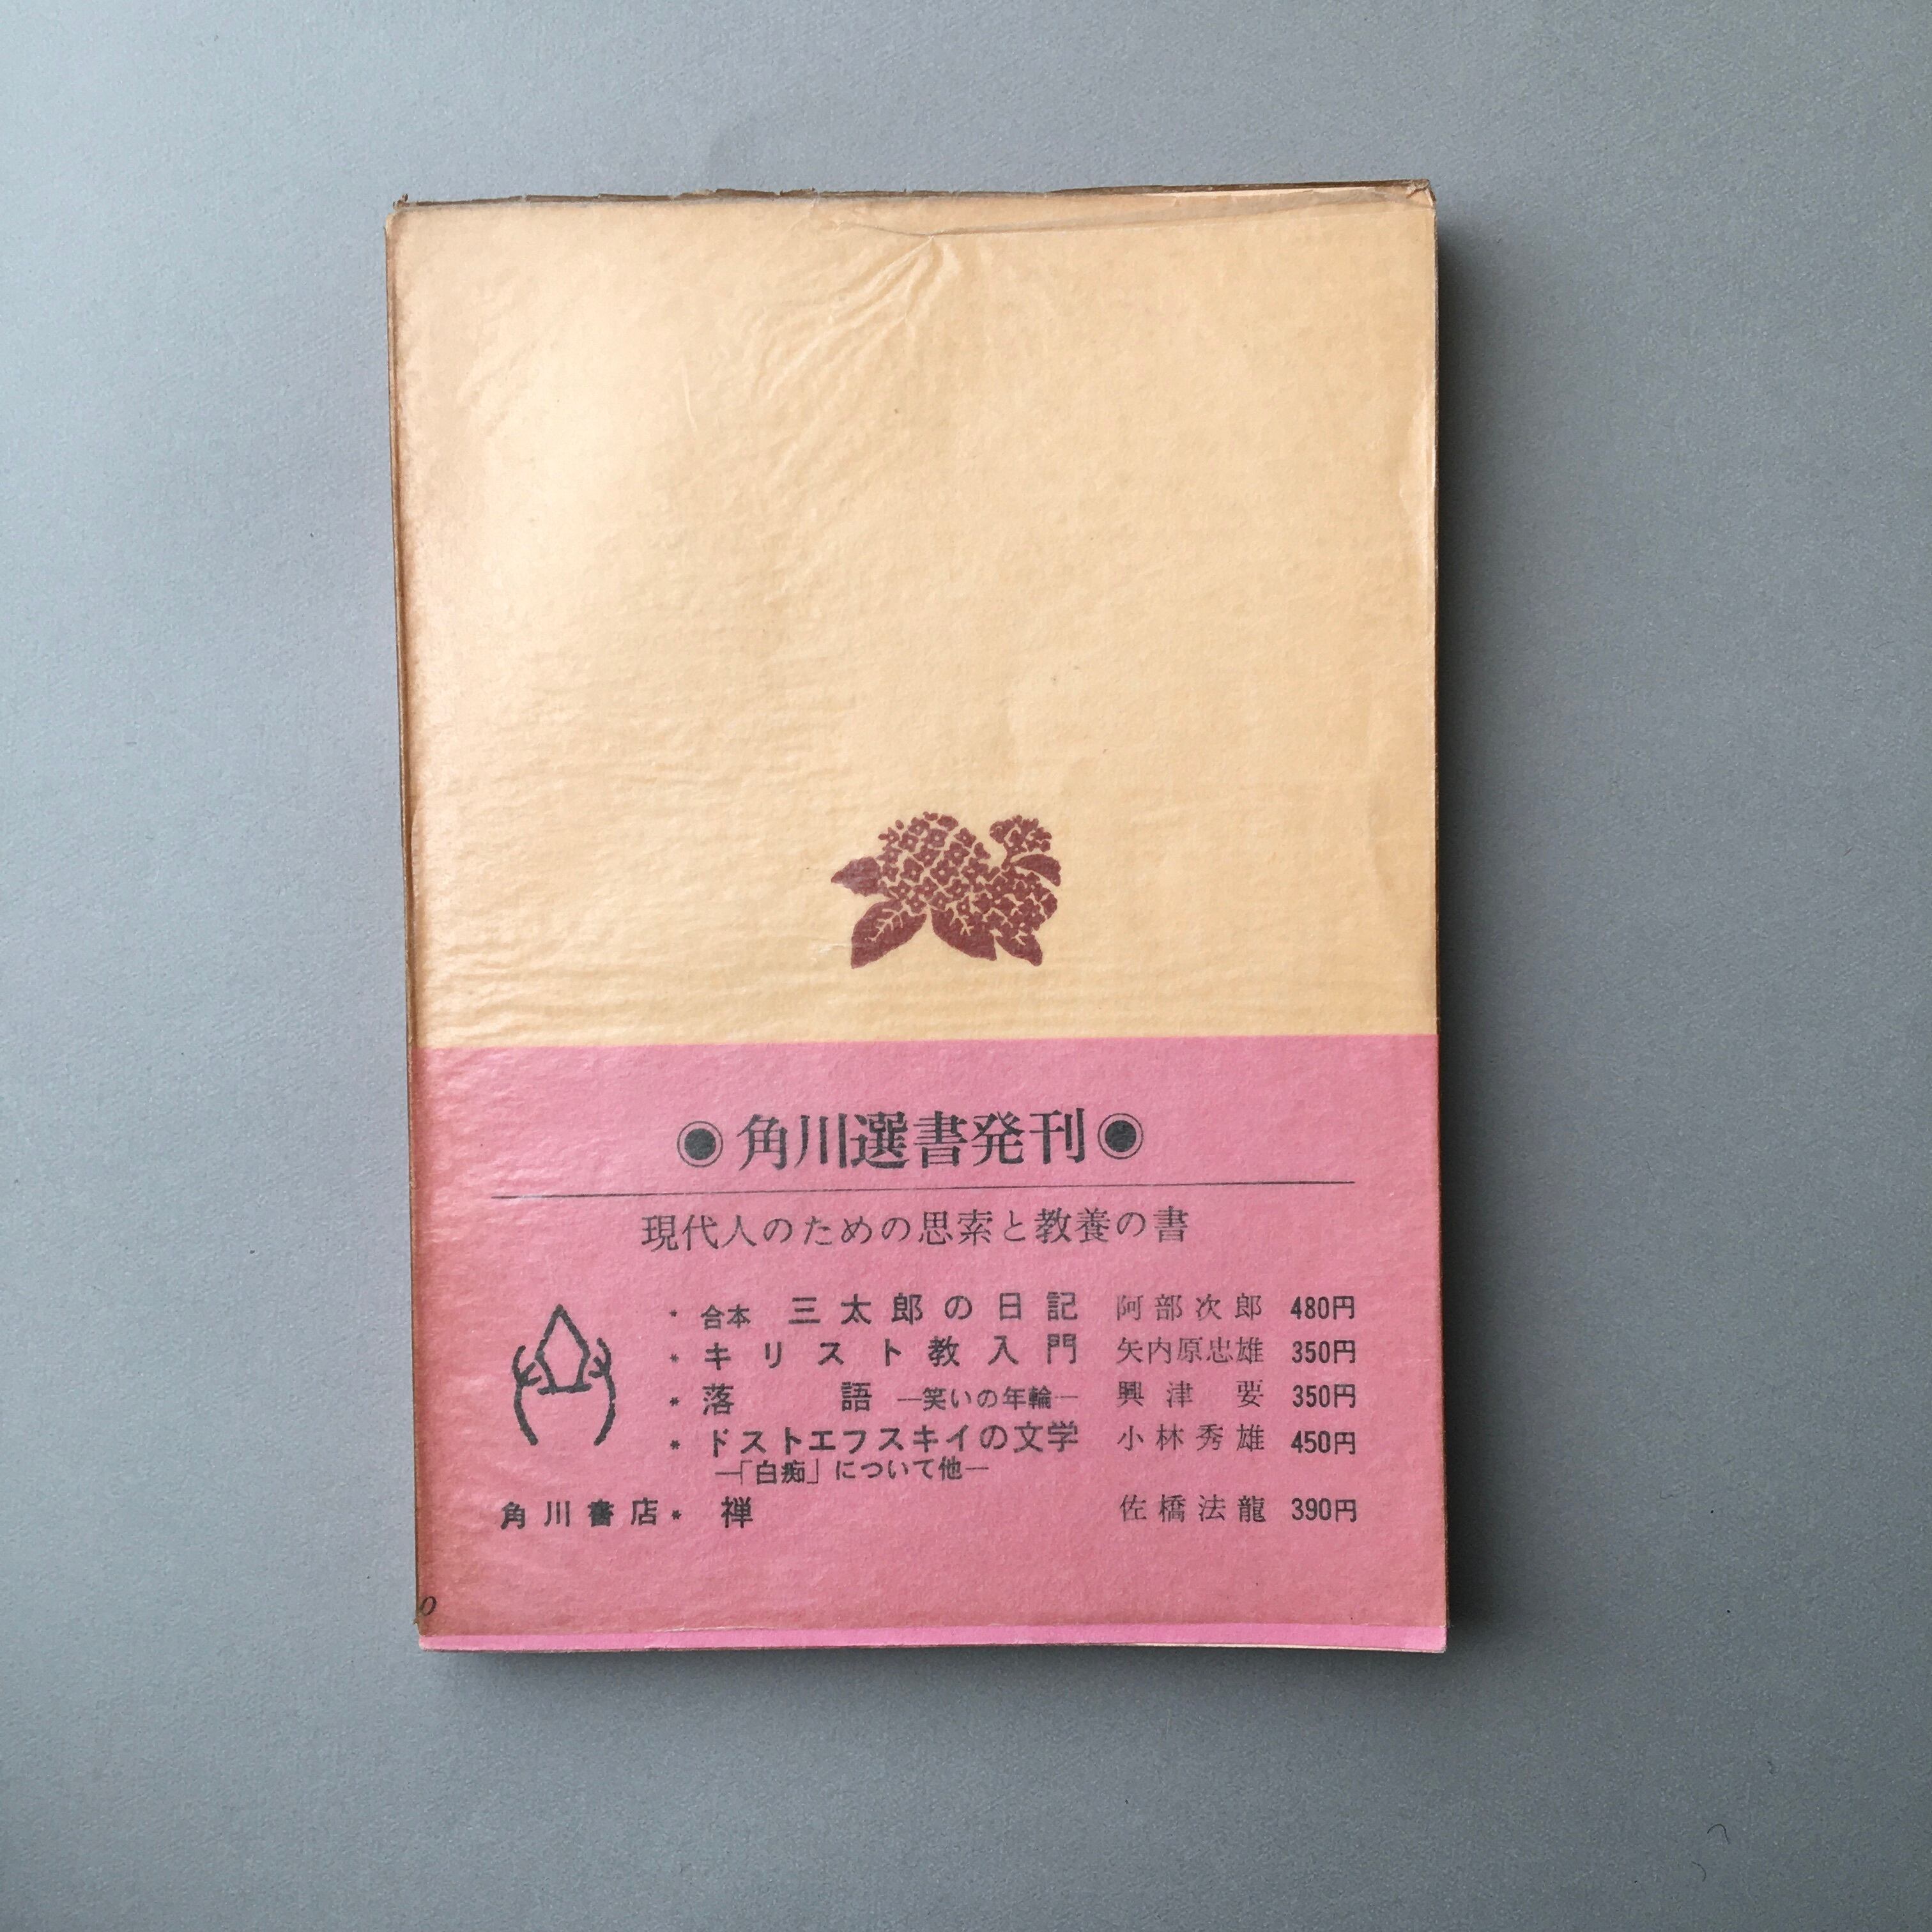 ◉角川選書発刊◉
現代人のための思索と教養の書
* 合本 三太郎の日記 阿部次郎 480円
* キリスト教入門 矢内原忠雄 350円
* 落語 ―笑いの年輪― 興津要 350円
* ドストエフスキイの文学 小林秀雄 450円
―「白痴」について他―
角川書店
* 禅 佐橋法龍 390円
0